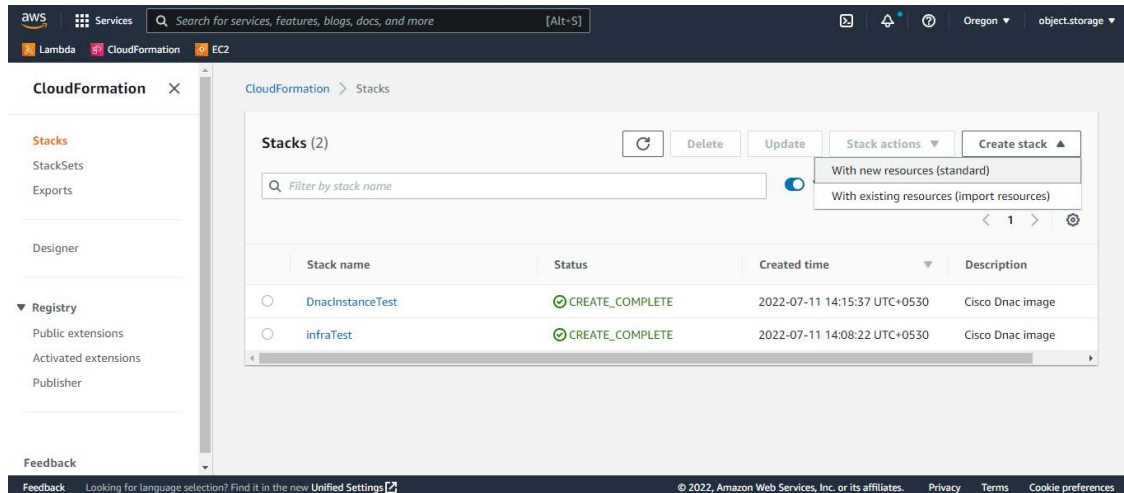 aws Services Search for services, features, blogs, docs, and more [Alt+S] Oregon ▼ object.storage ▼
Lambda CloudFormation EC2
CloudFormation
Stacks
StackSets
Exports
Designer
▼ Registry
Public extensions
Activated extensions
Publisher
Feedback
CloudFormation > Stacks
Stacks (2) Delete Update Stack actions ▼ Create stack ▲
With new resources (standard)
With existing resources (import resources)
Filter by stack name
< 1 >
Stack name Status Created time ▼ Description
DnacInstanceTest CREATE_COMPLETE 2022-07-11 14:15:37 UTC+0530 Cisco Dnac image
infraTest CREATE_COMPLETE 2022-07-11 14:08:22 UTC+0530 Cisco Dnac image
Feedback Looking for language selection? Find it in the new Unified Settings © 2022, Amazon Web Services, Inc. or its affiliates. Privacy Terms Cookie preferences